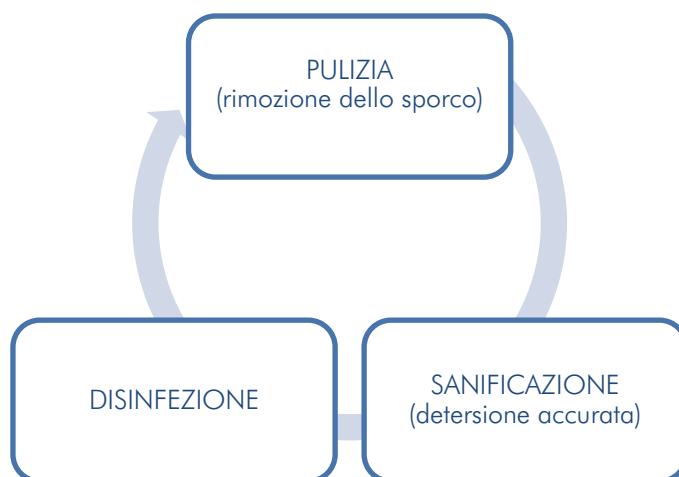 PULIZIA
(rimozione dello sporco)
DISINFEZIONE
SANIFICAZIONE
(detersione accurata)